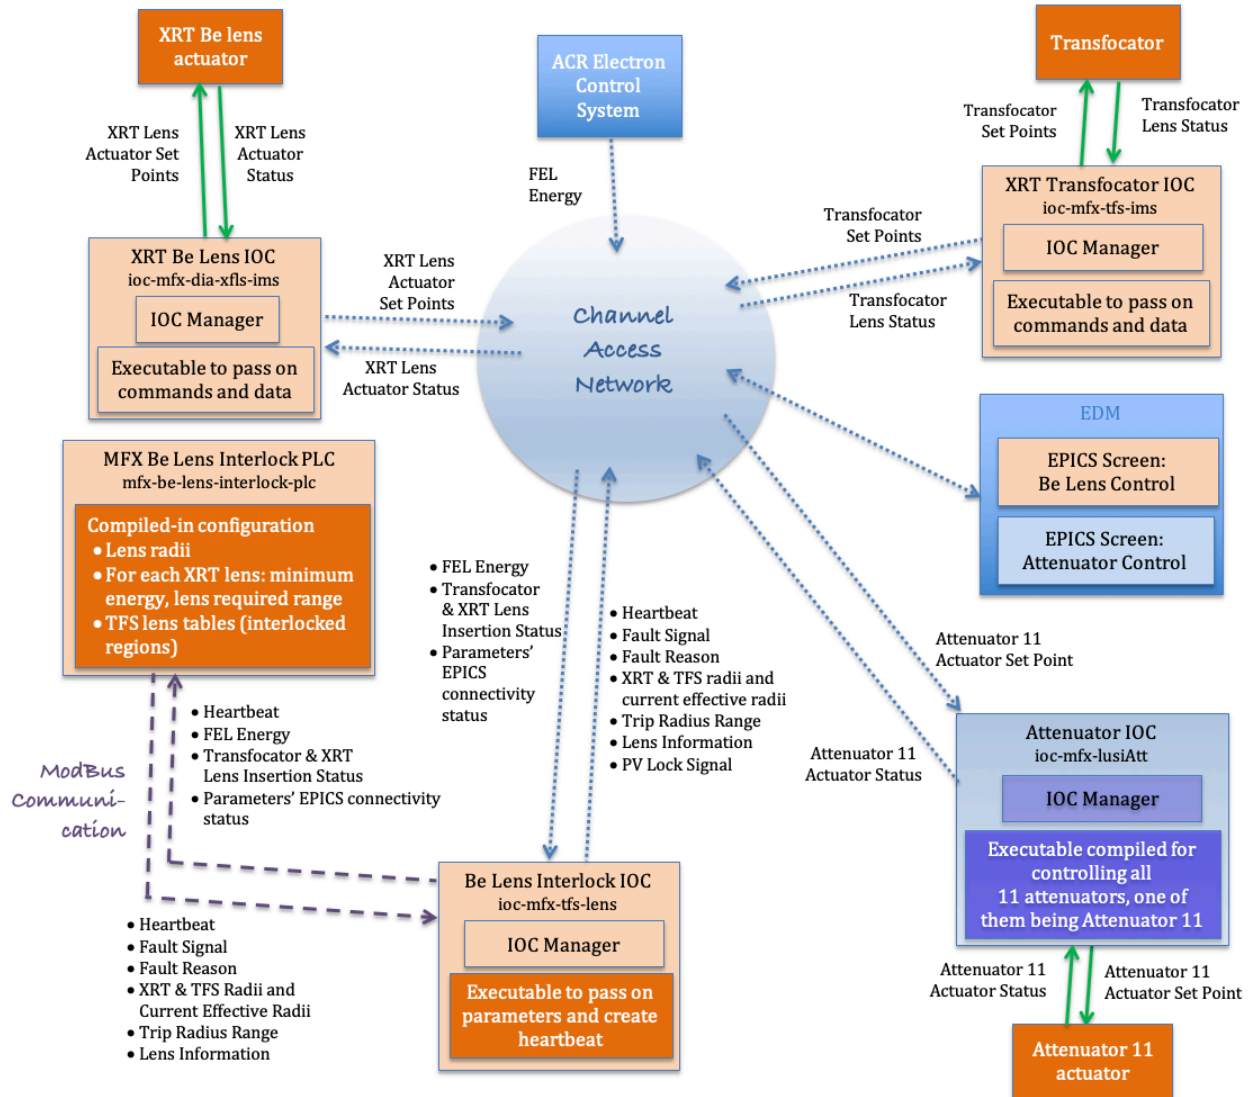 XRT Be lens
actuator
ACR Electron
Control
System
Transfocator
XRT Lens
Actuator Set
Points
XRT Lens
Actuator
Status
FEL
Energy
Transfocator
Set Points
Transfocator
Lens Status
XRT Be Lens IOC
ioc-mfx-dia-xfls-ims
IOC Manager
Executable to pass on
commands and data
XRT Lens
Actuator
Set Points
XRT Lens
Actuator Status
Channel
Access
Network
Transfocator
Set Points
Transfocator
Lens Status
XRT Transfocator IOC
ioc-mfx-tfs-ims
IOC Manager
Executable to pass on
commands and data
EDM
EPICS Screen:
Be Lens Control
EPICS Screen:
Attenuator Control
MFX Be Lens Interlock PLC
mfx-be-lens-interlock-plc
Compiled-in configuration
• Lens radii
• For each XRT lens: minimum
energy, lens required range
• TFS lens tables (interlocked
regions)
• FEL Energy
• Transfocator
& XRT Lens
Insertion Status
• Parameters'
EPICS
connectivity
status
• Heartbeat
• Fault Signal
• Fault Reason
• XRT & TFS radii and
current effective radii
• Trip Radius Range
• Lens Information
• PV Lock Signal
Attenuator 11
Actuator Set Point
Attenuator 11
Actuator Status
ModBus
Communi-
cation
• Heartbeat
• FEL Energy
• Transfocator & XRT
Lens Insertion Status
• Parameters' EPICS connectivity
status
Attenuator IOC
ioc-mfx-lusiAtt
IOC Manager
Executable compiled for
controlling all
11 attenuators, one of
them being Attenuator 11
Be Lens Interlock IOC
ioc-mfx-tfs-lens
IOC Manager
Executable to pass on
parameters and create
heartbeat
• Heartbeat
• Fault Signal
• Fault Reason
• XRT & TFS Radii and
Current Effective Radii
• Trip Radius Range
• Lens Information
Attenuator 11
Actuator Status
Attenuator 11
Actuator Set Point
Attenuator 11
actuator